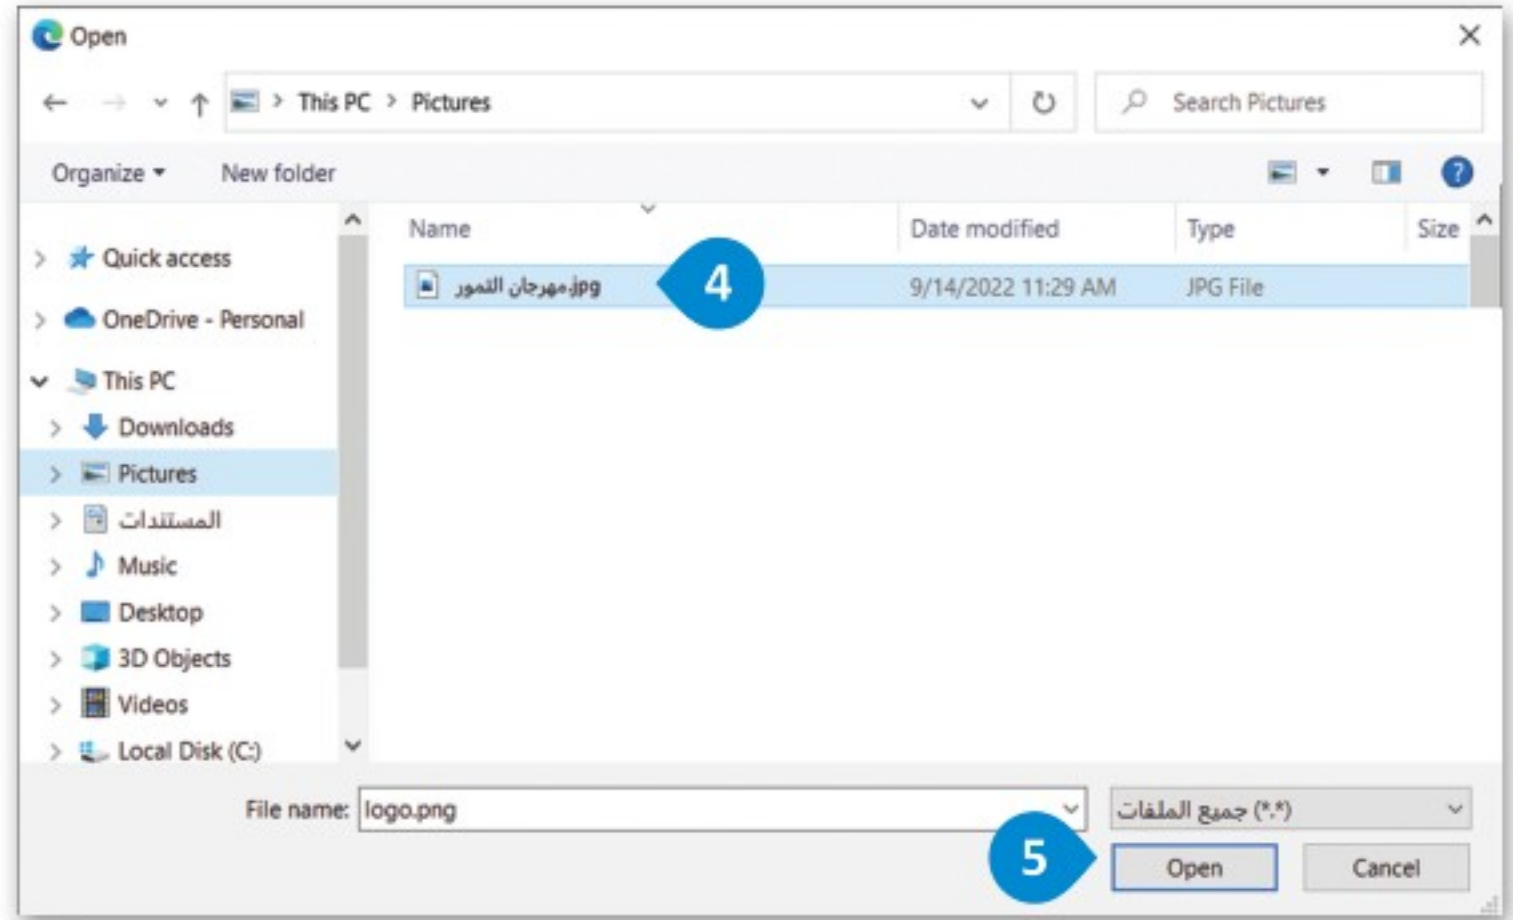 Open
This PC > Pictures
Search Pictures
Organize
New folder
?
Name
Date modified
Type
Size
مهرجان التمور.jpg
4
9/14/2022 11:29 AM
JPG File
Quick access
OneDrive - Personal
This PC
Downloads
Pictures
المستندات
Music
Desktop
3D Objects
Videos
Local Disk (C:)
File name: logo.png
جميع الملفات (*.*)
5
Open
Cancel